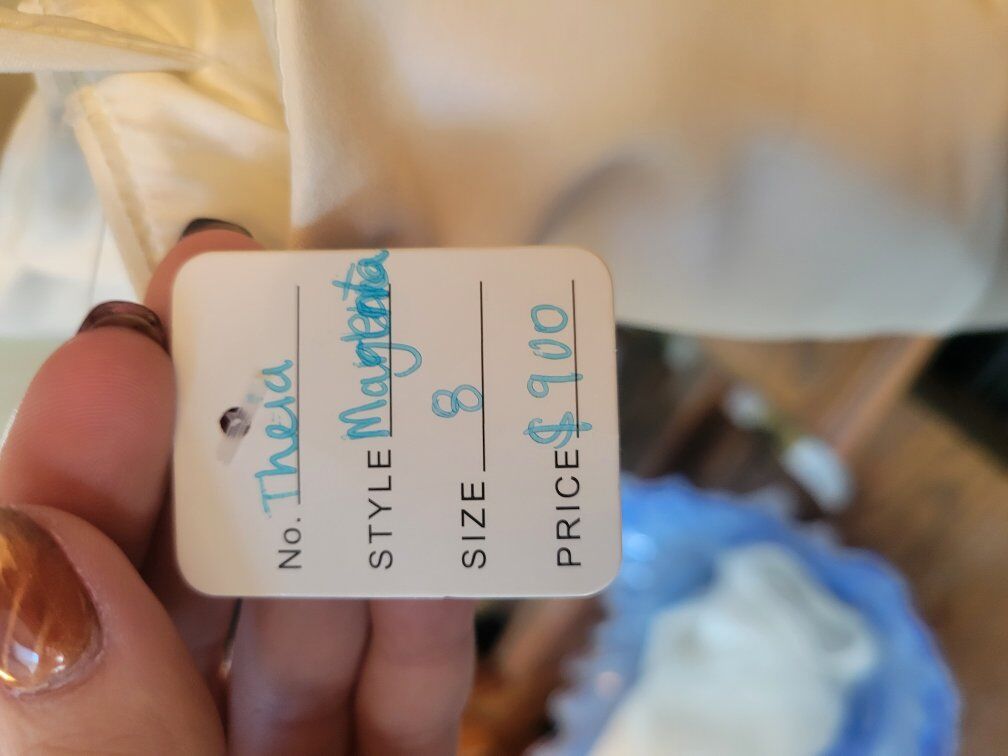 No. Theia
STYLE Magenta
SIZE 8
PRICE $900